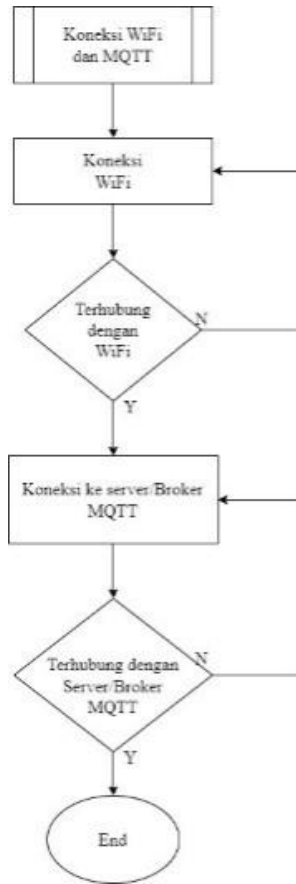 Koneksi WiFi
dan MQTT
Koneksi
WiFi
Terhubung
dengan
WiFi
N
Y
Koneksi ke server/Broker
MQTT
Terhubung dengan
Server/Broker
MQTT
N
Y
End